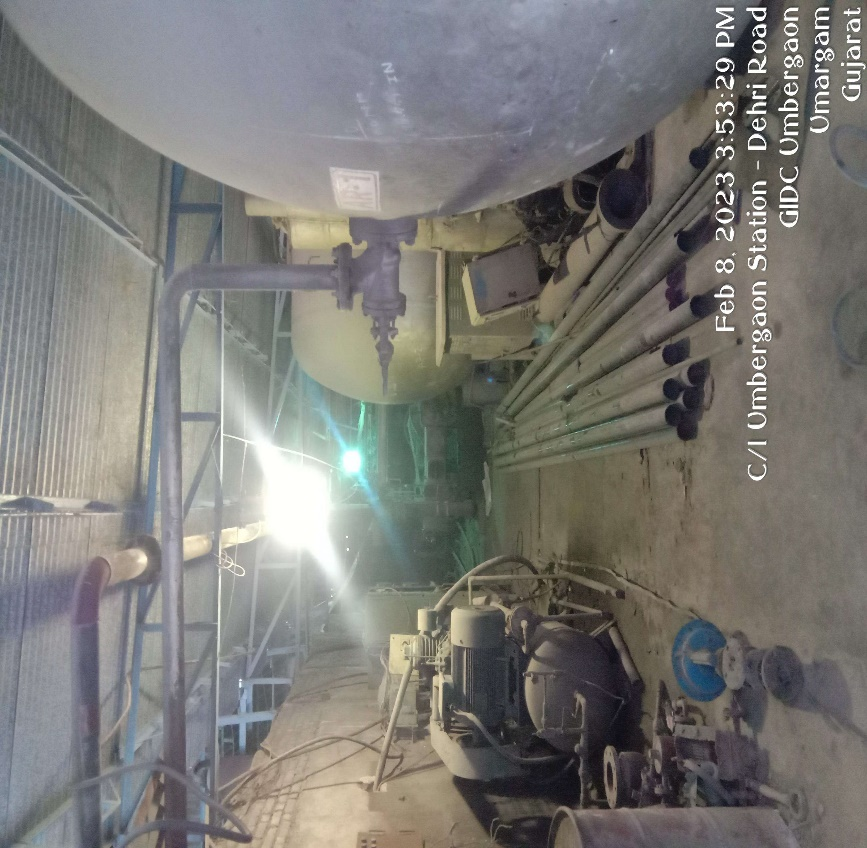 Feb 8, 2023 3:53:29 PM
C/1 Umbergaon Station - Dehri Road
GIDC Umbergaon
Umargam
Gujarat